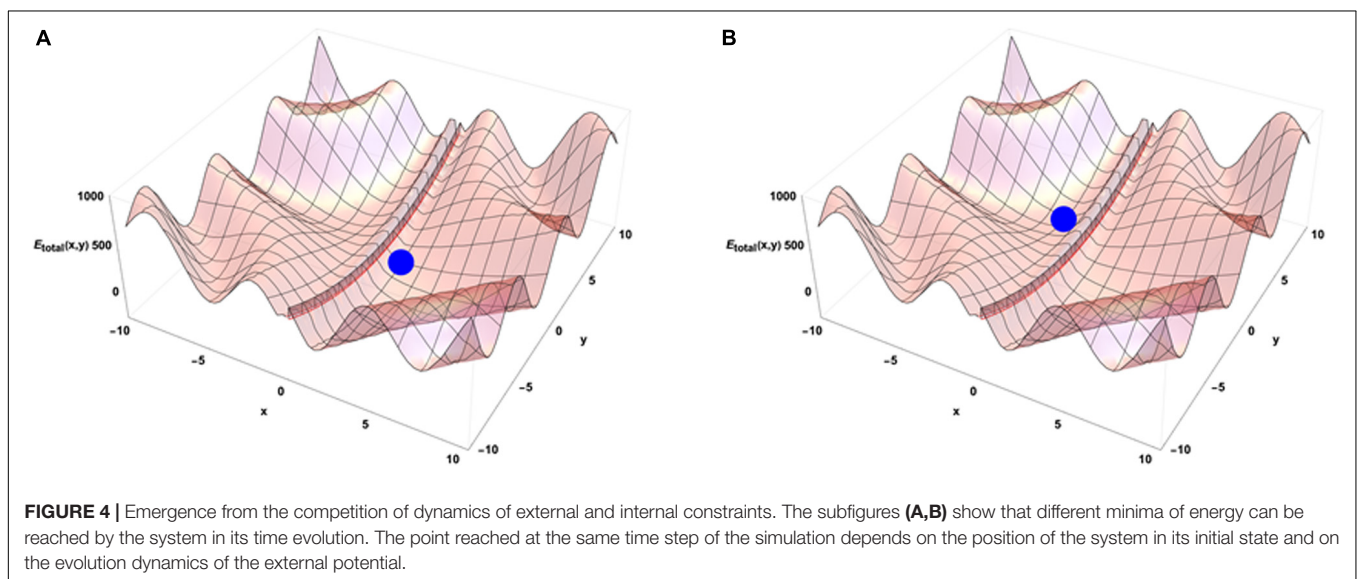 A
B
1000
E_total(x,y) 500
0
-10
-5
0
x
5
10
-10
-5
0
y
5
10
1000
E_total(x,y) 500
0
-10
-5
0
x
5
10
-10
-5
0
y
5
10
FIGURE 4 | Emergence from the competition of dynamics of external and internal constraints. The subfigures (A,B) show that different minima of energy can be
reached by the system in its time evolution. The point reached at the same time step of the simulation depends on the position of the system in its initial state and on
the evolution dynamics of the external potential.